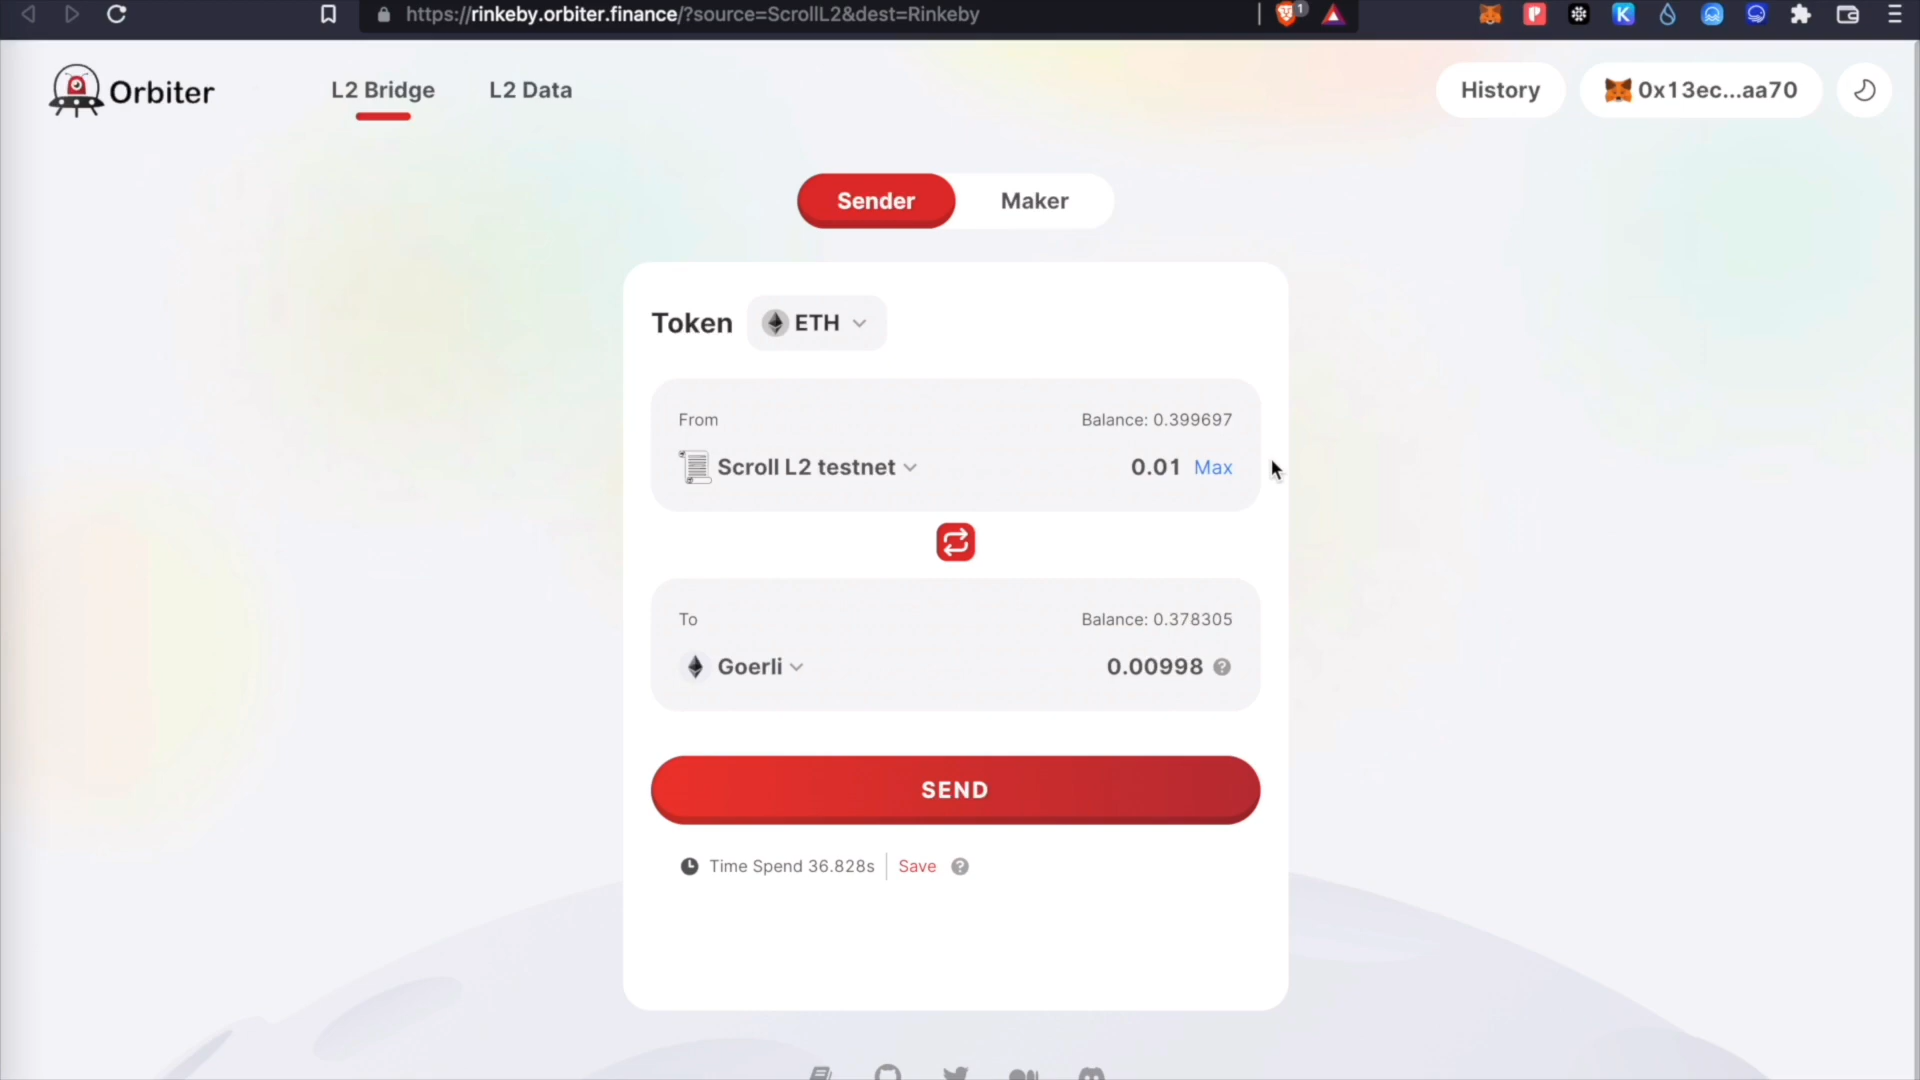 https://rinkeby.orbiter.finance/?source=ScrollL2&dest=Rinkeby
1
Orbiter
L2 Bridge
L2 Data
History
0x13ec...aa70
Sender
Maker
Token
ETH
From
Balance: 0.399697
Scroll L2 testnet
0.01
Max
To
Balance: 0.378305
Goerli
0.00998
?
SEND
Time Spend 36.828s
Save
?